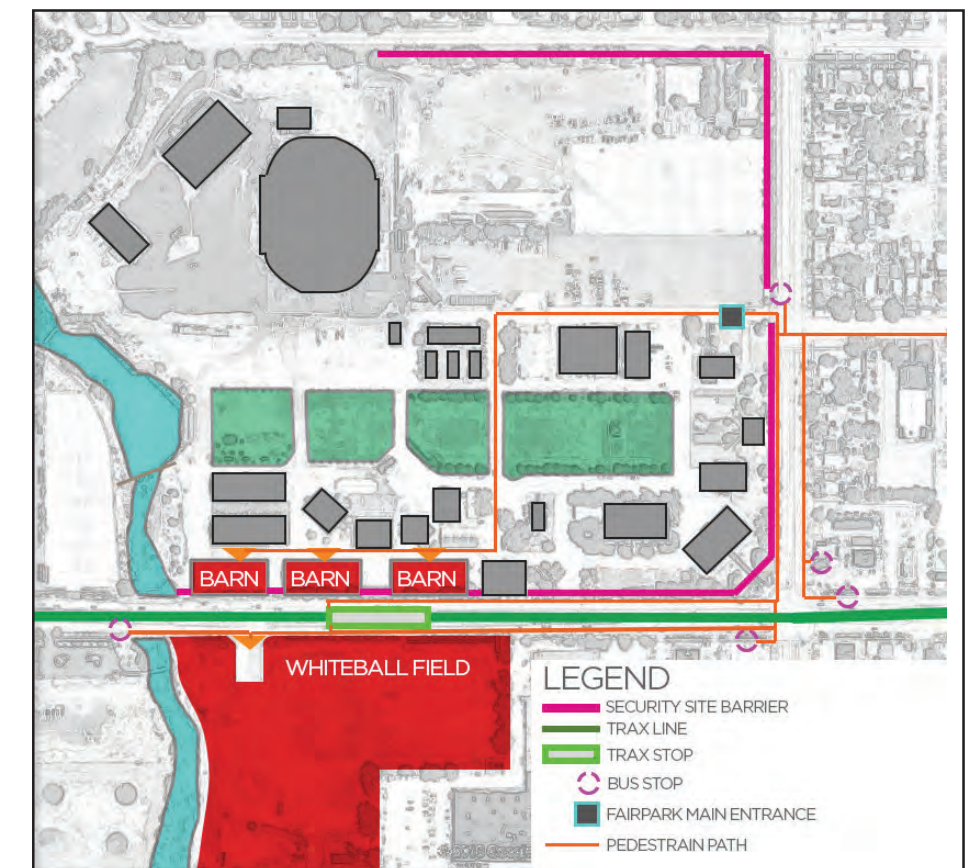 BARN
BARN
BARN
WHITEBALL FIELD
LEGEND
SECURITY SITE BARRIER
TRAX LINE
TRAX STOP
BUS STOP
FAIRPARK MAIN ENTRANCE
PEDESTRAIN PATH